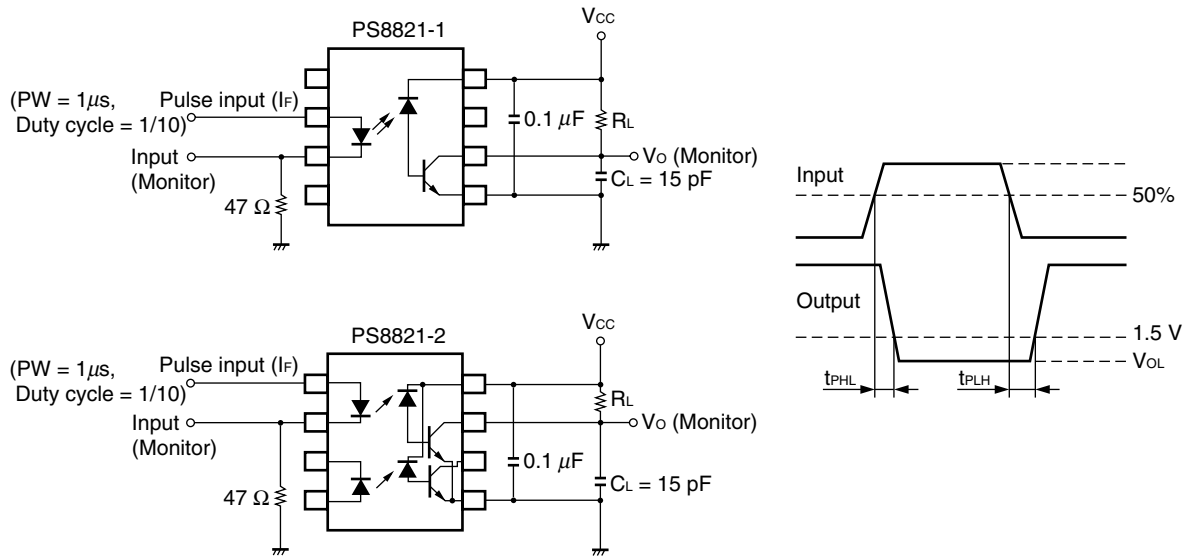 PS8821-1
VCC
(PW = 1μs,
Duty cycle = 1/10)
Pulse input (IF)
Input
(Monitor)
47 Ω
0.1 μF
RL
VO (Monitor)
CL = 15 pF
PS8821-2
VCC
(PW = 1μs,
Duty cycle = 1/10)
Pulse input (IF)
Input
(Monitor)
47 Ω
0.1 μF
RL
VO (Monitor)
CL = 15 pF
Input
50%
Output
1.5 V
VOL
tPHL
tPLH